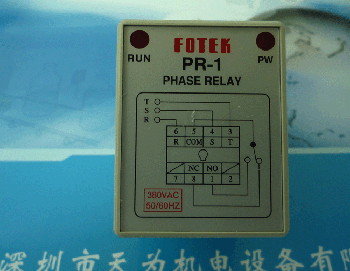 FOTEK
RUN PR-1 PW
PHASE RELAY
T
S
R
6 5 4 3
R COM S T
NC NO
7 8 1 2
380VAC
50/60HZ
深圳市天为机电设备有限